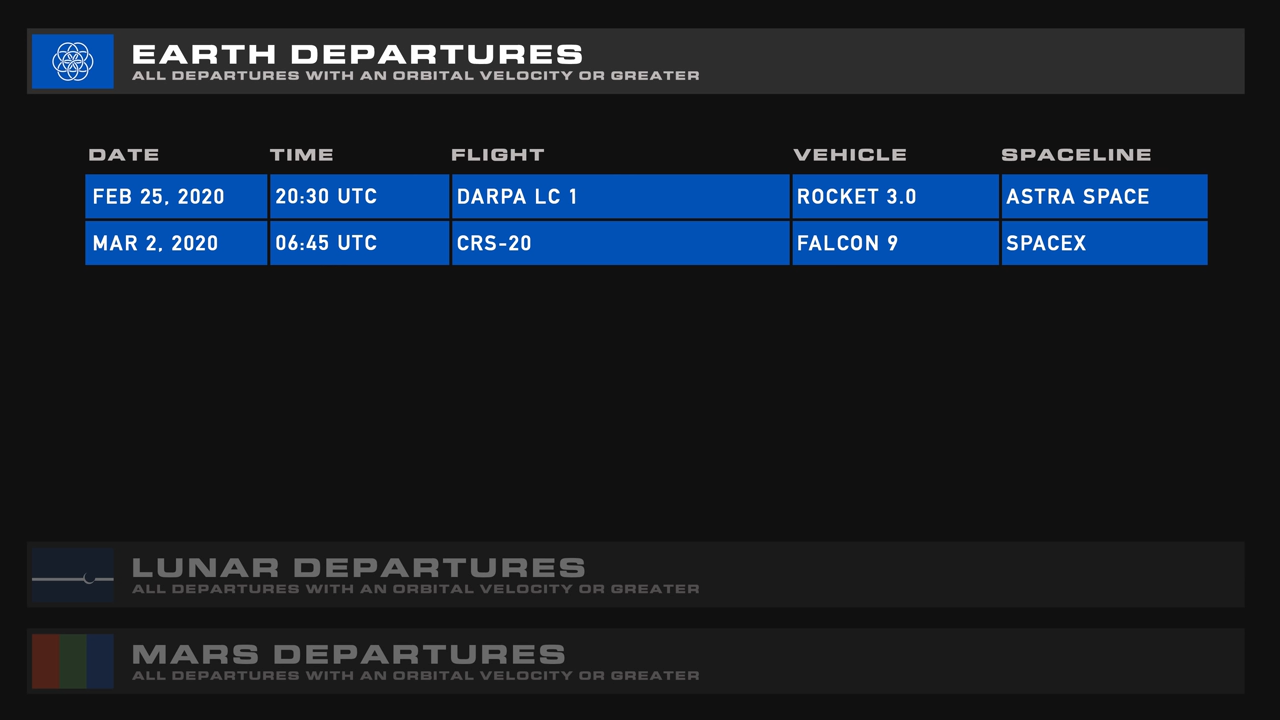 EARTH DEPARTURES
ALL DEPARTURES WITH AN ORBITAL VELOCITY OR GREATER
DATE TIME FLIGHT VEHICLE SPACELINE
FEB 25, 2020 20:30 UTC DARPA LC 1 ROCKET 3.0 ASTRA SPACE
MAR 2, 2020 06:45 UTC CRS-20 FALCON 9 SPACEX
LUNAR DEPARTURES
ALL DEPARTURES WITH AN ORBITAL VELOCITY OR GREATER
MARS DEPARTURES
ALL DEPARTURES WITH AN ORBITAL VELOCITY OR GREATER